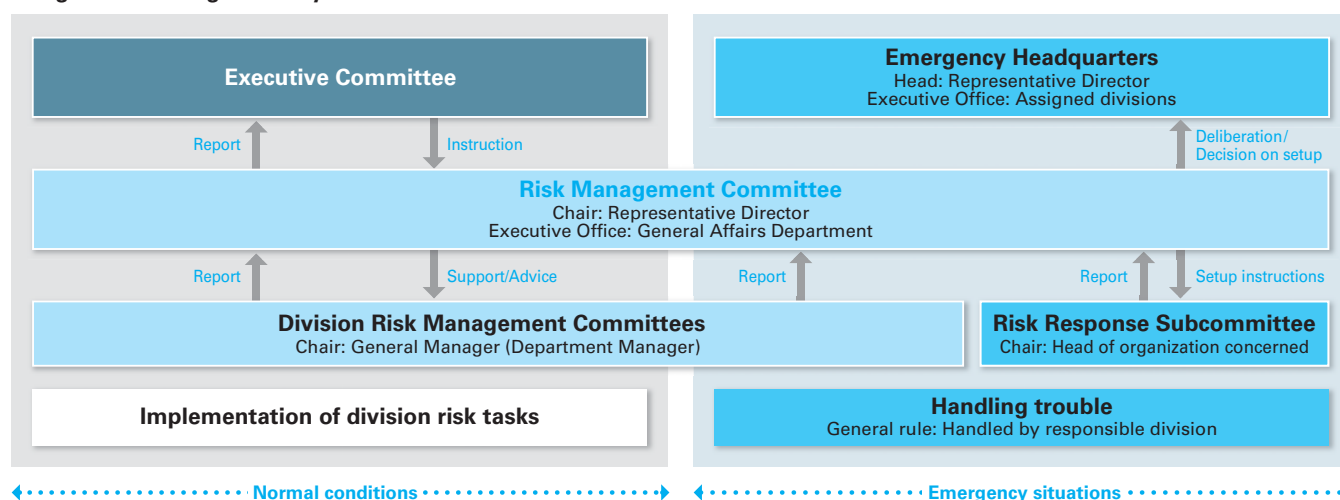 Executive Committee
Emergency Headquarters
Head: Representative Director
Executive Office: Assigned divisions
Report
Instruction
Deliberation/
Decision on setup
Risk Management Committee
Chair: Representative Director
Executive Office: General Affairs Department
Report
Support/Advice
Report
Report
Setup instructions
Division Risk Management Committees
Chair: General Manager (Department Manager)
Risk Response Subcommittee
Chair: Head of organization concerned
Implementation of division risk tasks
Handling trouble
General rule: Handled by responsible division
Normal conditions
Emergency situations